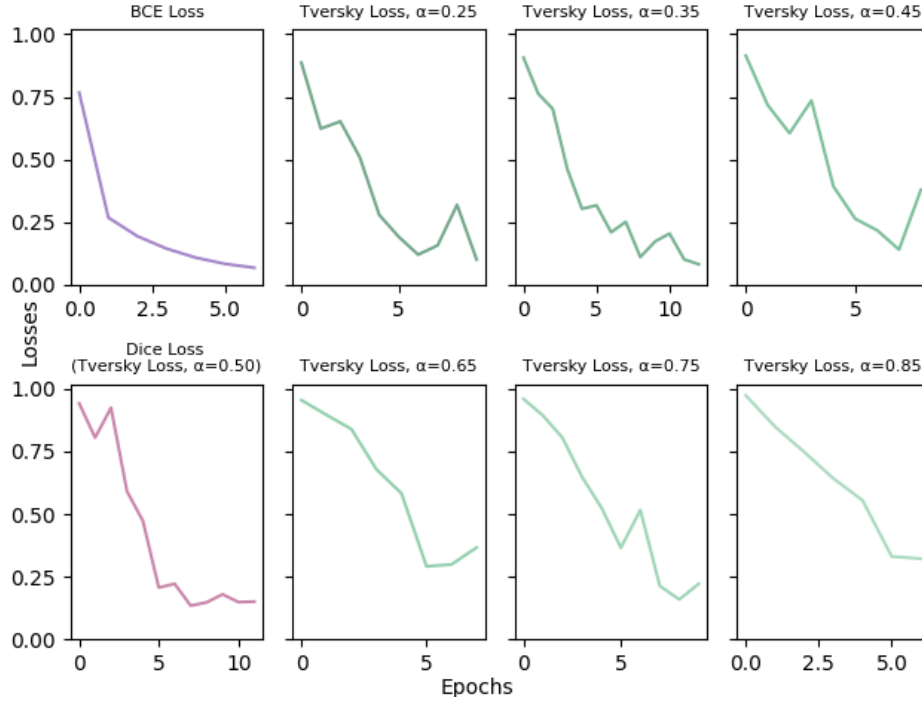 BCE Loss
Tversky Loss, α=0.25
Tversky Loss, α=0.35
Tversky Loss, α=0.45
1.00
0.75
0.50
0.25
0.00
0.0 2.5 5.0
0 5
0 5 10
0 5
Losses
Dice Loss
(Tversky Loss, α=0.50)
Tversky Loss, α=0.65
Tversky Loss, α=0.75
Tversky Loss, α=0.85
1.00
0.75
0.50
0.25
0.00
0 5 10
0 5
0 5
0.0 2.5 5.0
Epochs